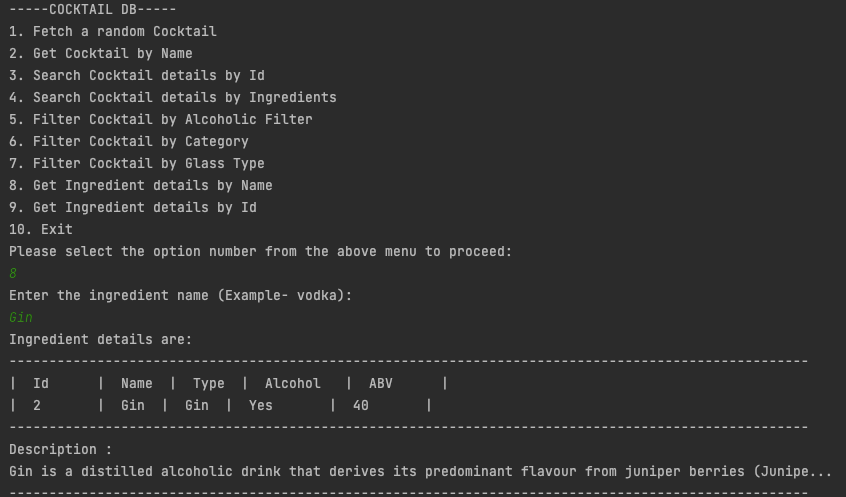 -----COCKTAIL DB-----
1. Fetch a random Cocktail
2. Get Cocktail by Name
3. Search Cocktail details by Id
4. Search Cocktail details by Ingredients
5. Filter Cocktail by Alcoholic Filter
6. Filter Cocktail by Category
7. Filter Cocktail by Glass Type
8. Get Ingredient details by Name
9. Get Ingredient details by Id
10. Exit
Please select the option number from the above menu to proceed:
8
Enter the ingredient name (Example- vodka):
Gin
Ingredient details are:
----------------------------------------------------------------------------------------------------
|  Id      |  Name  |  Type  |  Alcohol   |  ABV      |
|  2       |  Gin  |  Gin  |  Yes       |  40       |
----------------------------------------------------------------------------------------------------
Description :
Gin is a distilled alcoholic drink that derives its predominant flavour from juniper berries (Junipe...
----------------------------------------------------------------------------------------------------